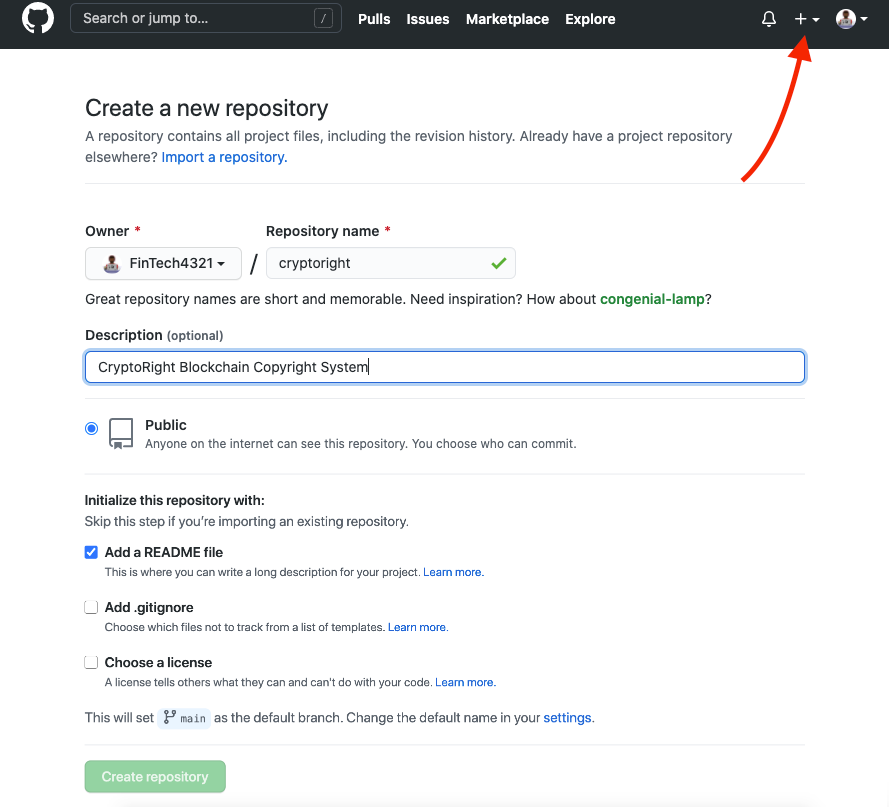 Search or jump to... / Pulls Issues Marketplace Explore
Create a new repository
A repository contains all project files, including the revision history. Already have a project repository
elsewhere? Import a repository.
Owner * Repository name *
FinTech4321 / cryptoright
Great repository names are short and memorable. Need inspiration? How about congenial-lamp?
Description (optional)
CryptoRight Blockchain Copyright System
Public
Anyone on the internet can see this repository. You choose who can commit.
Initialize this repository with:
Skip this step if you're importing an existing repository.
Add a README file
This is where you can write a long description for your project. Learn more.
Add .gitignore
Choose which files not to track from a list of templates. Learn more.
Choose a license
A license tells others what they can and can't do with your code. Learn more.
This will set main as the default branch. Change the default name in your settings.
Create repository